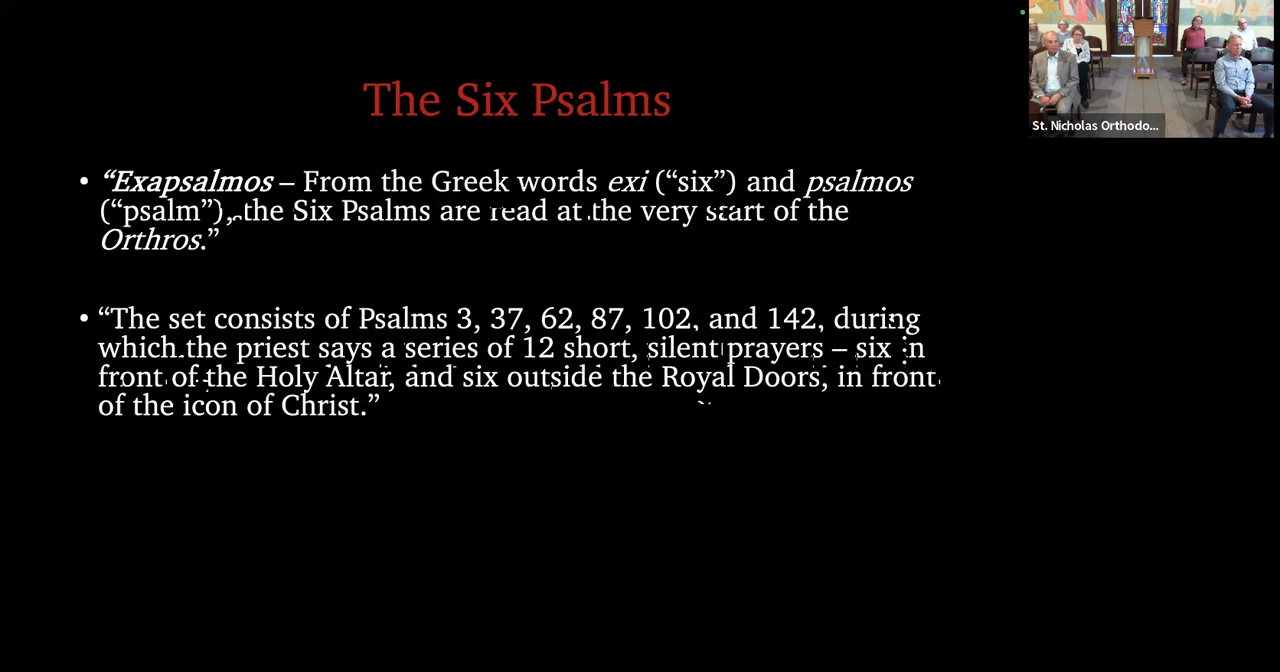 The Six Psalms
• “Exapsalmos – From the Greek words exi (“six”) and psalmos
(“psalm”), the Six Psalms are read at the very start of the
Orthros.”
• “The set consists of Psalms 3, 37, 62, 87, 102, and 142, during
which the priest says a series of 12 short, silent prayers – six in
front of the Holy Altar, and six outside the Royal Doors, in front
of the icon of Christ.”
St. Nicholas Orthodo...